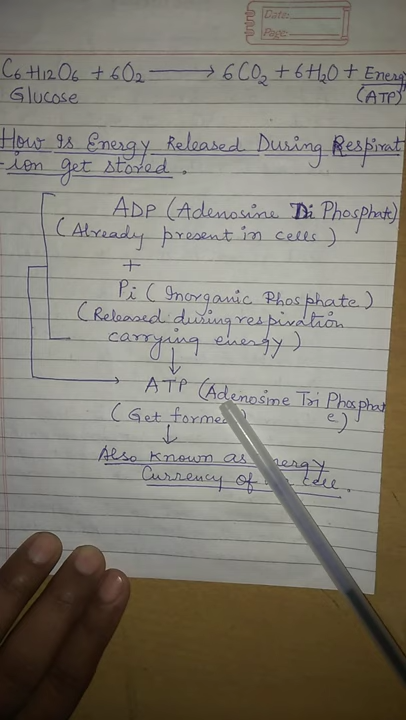 Date:
Page:
C6H12O6 + 6O2 → 6CO2 + 6H2O + Energy
Glucose (ATP)
How Is Energy Released During Respirat
-ion get stored.
ADP (Adenosine Di Phosphate)
(Already present in cells)
+
Pi (Inorganic Phosphate)
(Released during respiration
carrying energy)
↓
→ ATP (Adenosine Tri Phosphat
e)
(Get formed)
↓
Also known as energy
Currency of cell.